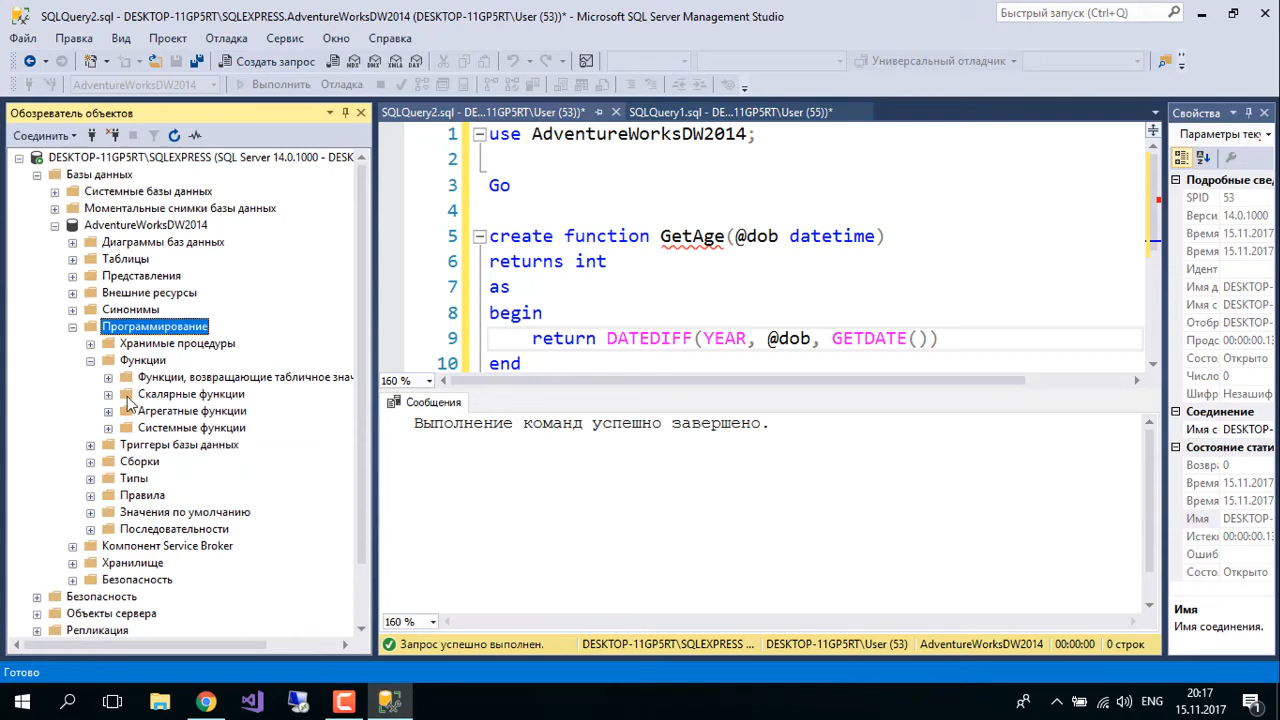 SQLQuery2.sql - DESKTOP-11GP5RT\SQLEXPRESS.AdventureWorksDW2014 (DESKTOP-11GP5RT\User (53))* - Microsoft SQL Server Management Studio
Быстрый запуск (Ctrl+Q)
Файл Правка Вид Проект Отладка Сервис Окно Справка
Создать запрос
MDX DMX XMLA DAX
Универсальный отладчик
AdventureWorksDW2014
Выполнить Отладка
Обозреватель объектов
Соединить
DESKTOP-11GP5RT\SQLEXPRESS (SQL Server 14.0.1000 - DESK
Базы данных
Системные базы данных
Моментальные снимки базы данных
AdventureWorksDW2014
Диаграммы баз данных
Таблицы
Представления
Внешние ресурсы
Синонимы
Программирование
Хранимые процедуры
Функции
Функции, возвращающие табличное знач
Скалярные функции
Агрегатные функции
Системные функции
Триггеры базы данных
Сборки
Типы
Правила
Значения по умолчанию
Последовательности
Компонент Service Broker
Хранилище
Безопасность
Безопасность
Объекты сервера
Репликация
SQLQuery2.sql - DE...11GP5RT\User (53))*
SQLQuery1.sql - DE...11GP5RT\User (55))*
1 use AdventureWorksDW2014;
2
3 Go
4
5 create function GetAge(@dob datetime)
6 returns int
7 as
8 begin
9 return DATEDIFF(YEAR, @dob, GETDATE())
10 end
160 %
Сообщения
Выполнение команд успешно завершено.
160 %
Запрос успешно выполнен.
DESKTOP-11GP5RT\SQLEXPRESS ...
DESKTOP-11GP5RT\User (53)
AdventureWorksDW2014
00:00:00
0 строк
Свойства
Параметры теку
Подробные све
SPID 53
Верси 14.0.1000
Время 15.11.2017
Время 15.11.2017
Идент
Имя д DESKTOP-
Имя с DESKTOP-
Отобр DESKTOP-
Прос 00:00:00.1
Состо Открыто
Число 0
Шифр Незашиф
Соединение
Имя с DESKTOP-
Состояние стати
Возвра 0
Время 15.11.2017
Время 15.11.2017
Имя DESKTOP-
Истек 00:00:00.13
Ошиб
Состо Открыто
Имя
Имя соединения.
Готово
ENG
20:17
15.11.2017
1